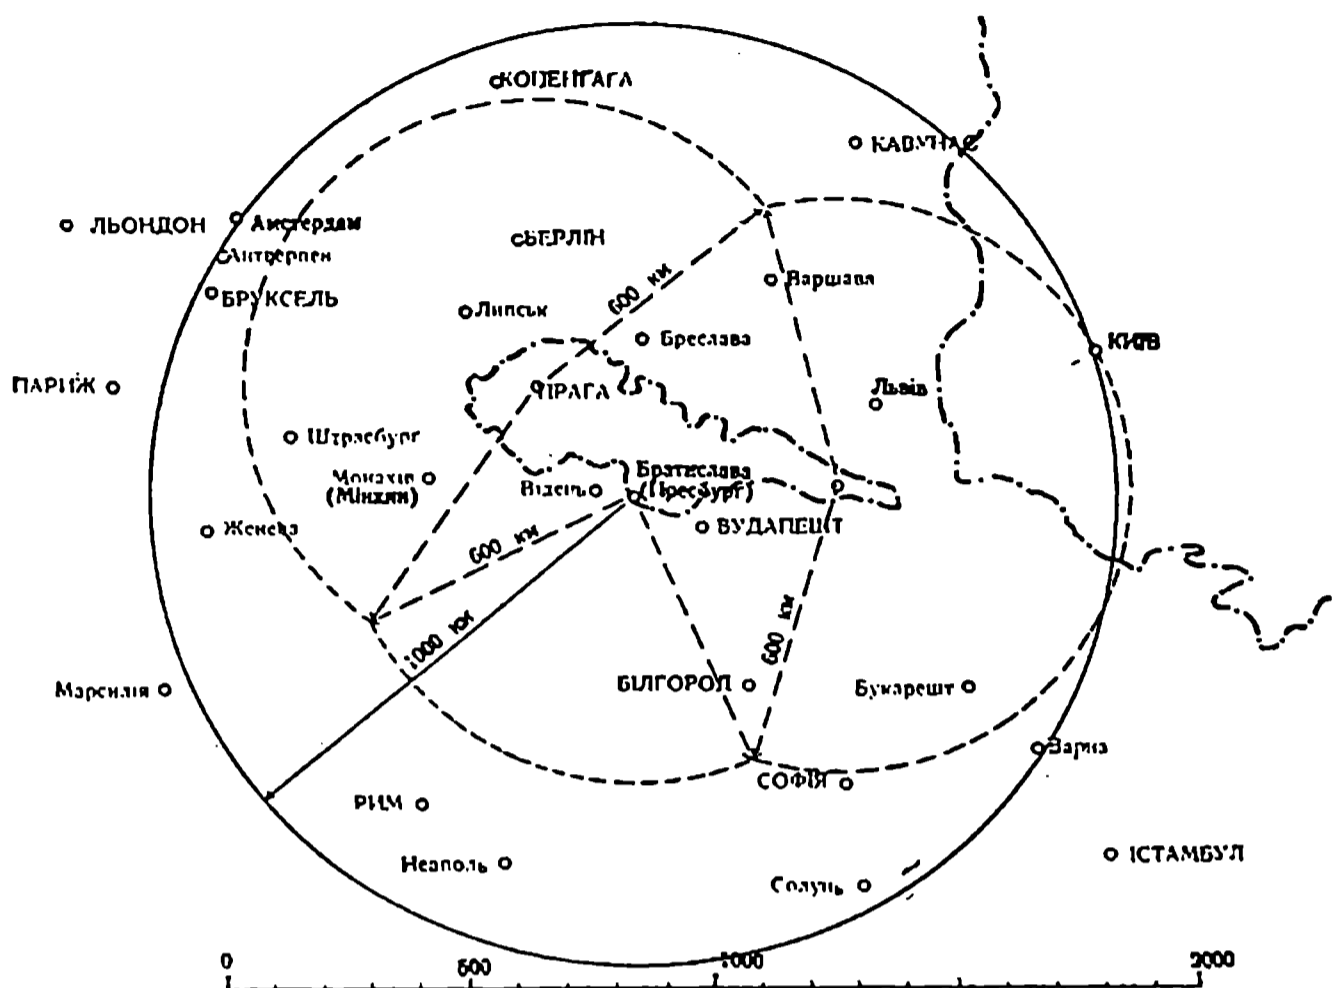 КОПЕНГАГА
КАВУНАС
ЛЬОНДОН
Амстердам
Антверпен
БЕРЛІН
БРУКСЕЛЬ
600 км
Варшава
Липськ
Бреслава
КИЇВ
ПАРИЖ
ПРАГА
Львів
Штрасбург
Монахів
(Мінхен)
Відень
Братислава
(Пресбург)
Женева
БУДАПЕШТ
600 км
1000 км
600 км
Марсилія
БІЛГОРОД
Букарешт
Варна
СОФІЯ
РИМ
Неаполь
ІСТАМБУЛ
Солунь
0 500 1000 2000